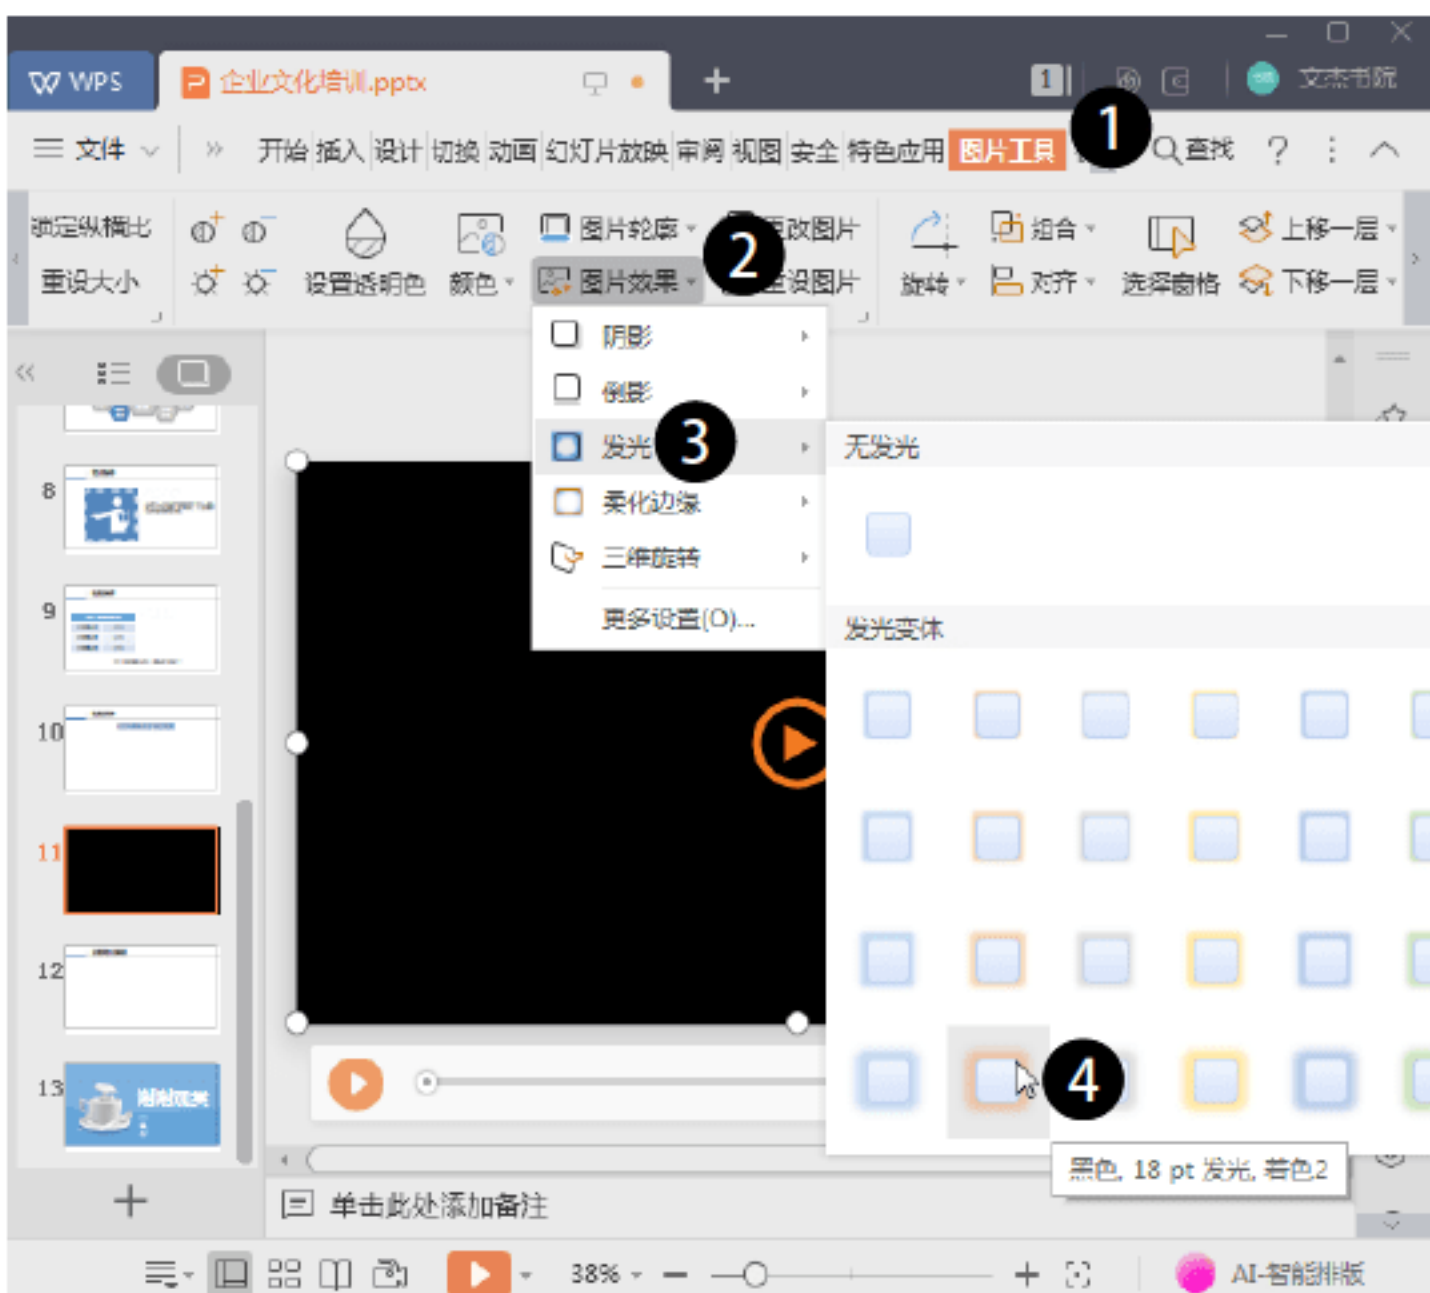 WPS 企业文化培训.pptx 1 文杰书院
文件 开始 插入 设计 切换 动画 幻灯片放映 审阅 视图 安全 特色应用 图片工具 1 查找
锁定纵横比 图片轮廓 更改图片 组合 上移一层
2
重设大小 设置透明色 颜色 图片效果 重设图片 旋转 对齐 选择窗格 下移一层
阴影
倒影
发光 3
柔化边缘
三维旋转
更多设置(O)...
无发光
发光变体
8
9
10
11
12
13 谢谢观看
4
黑色, 18 pt 发光, 着色2
单击此处添加备注
38% AI-智能排版